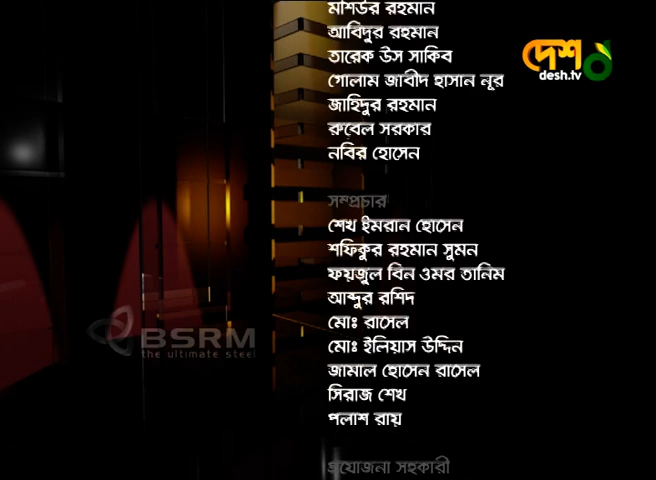 মশিউর রহমান
আবিদুর রহমান
তারেক উস সাকিব
গোলাম জাবীদ হাসান নূর
জাহিদুর রহমান
রুবেল সরকার
নবির হোসেন
সম্প্রচার
শেখ ইমরান হোসেন
শফিকুর রহমান সুমন
ফয়জুল বিন ওমর তানিম
আব্দুর রশিদ
মোঃ রাসেল
মোঃ ইলিয়াস উদ্দিন
জামাল হোসেন রাসেল
সিরাজ শেখ
পলাশ রায়
প্রযোজনা সহকারী
দেশ
desh.tv
BSRM
the ultimate steel